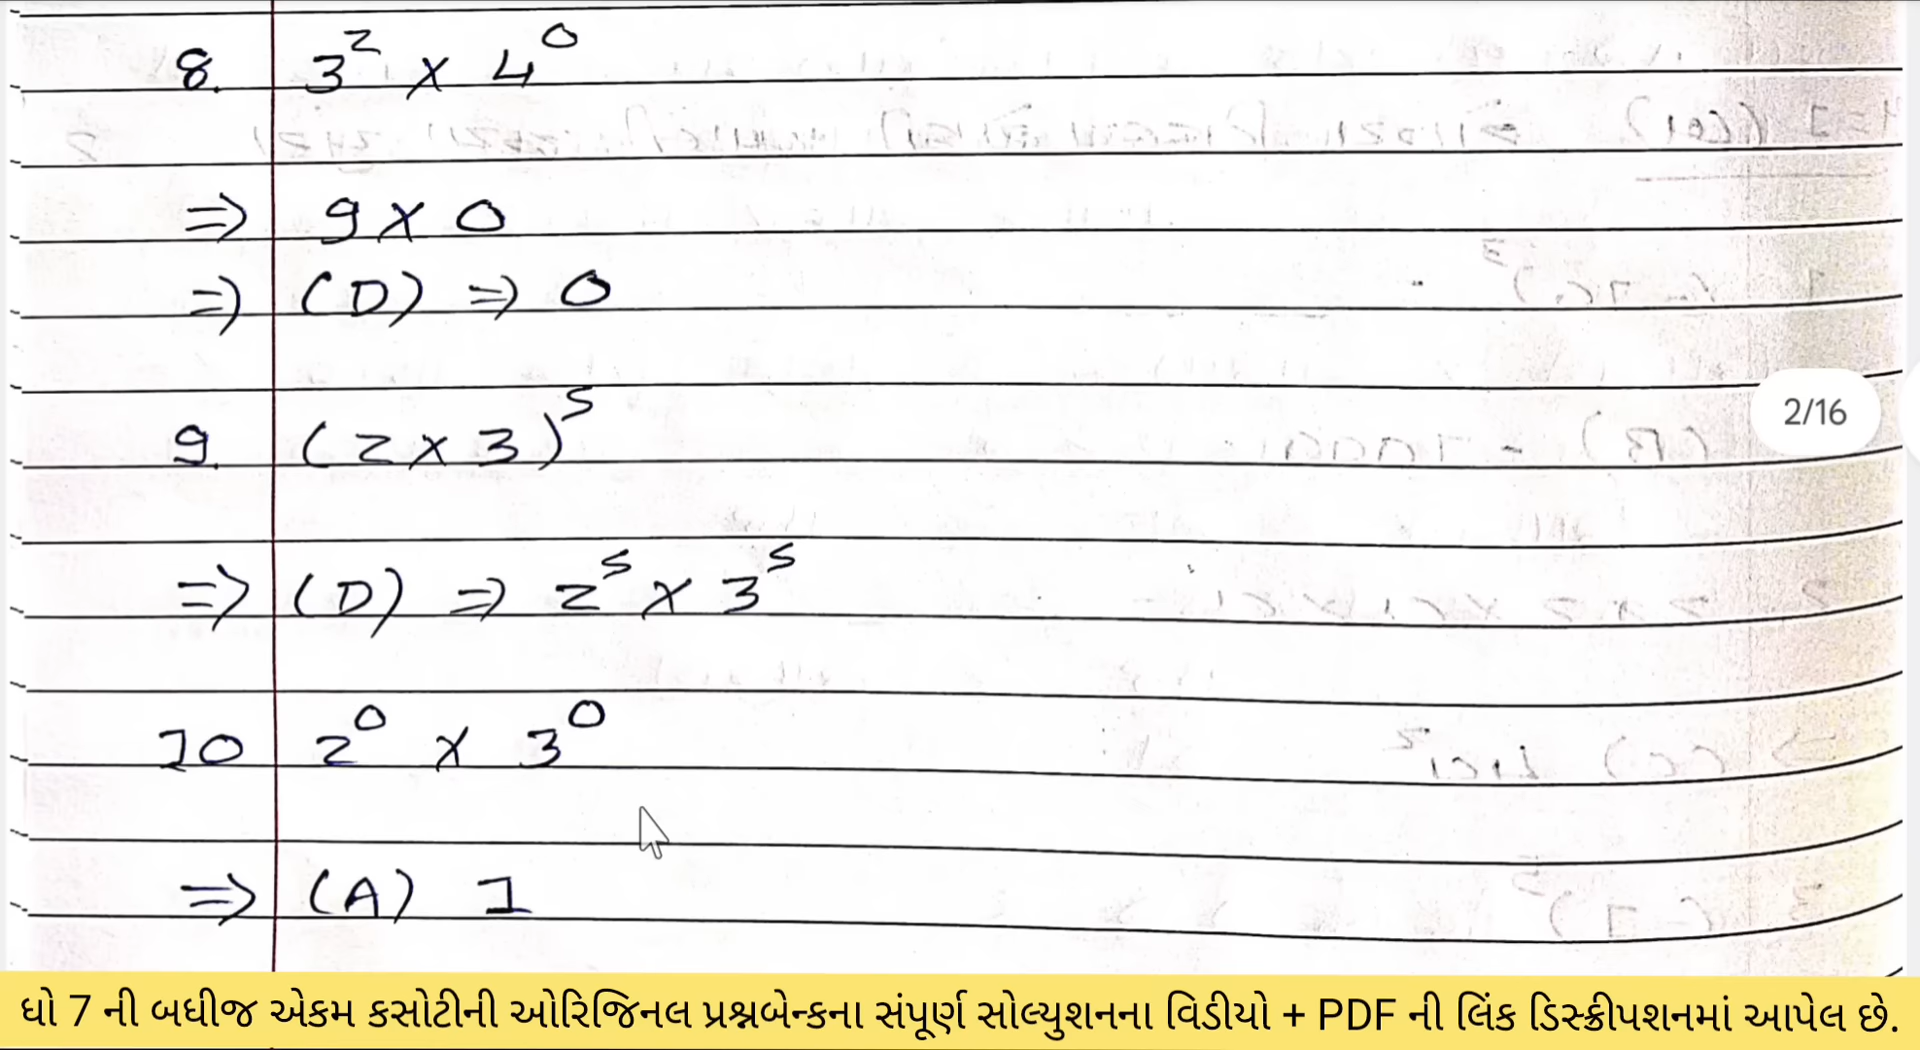 8. 3² × 4⁰
⇒ 9 × 0
⇒ (D) ⇒ 0
9. (2 × 3)⁵
2/16
⇒ (D) ⇒ 2⁵ × 3⁵
10 2⁰ × 3⁰
⇒ (A) 1
ધો 7 ની બધીજ એકમ કસોટીની ઓરિજિનલ પ્રશ્નબેન્કના સંપૂર્ણ સોલ્યુશનના વિડીયો + PDF ની લિંક ડિસ્ક્રીપશનમાં આપેલ છે.